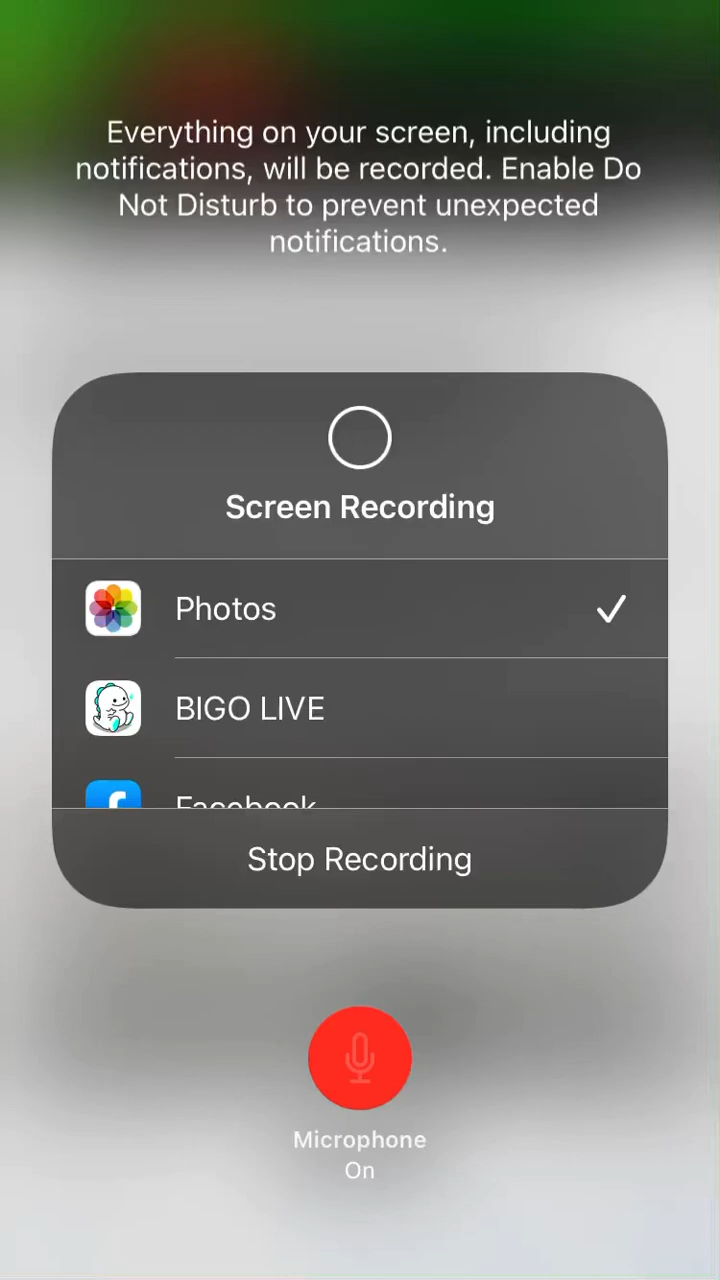 Everything on your screen, including
notifications, will be recorded. Enable Do
Not Disturb to prevent unexpected
notifications.
Screen Recording
Photos
BIGO LIVE
Facebook
Stop Recording
Microphone
On